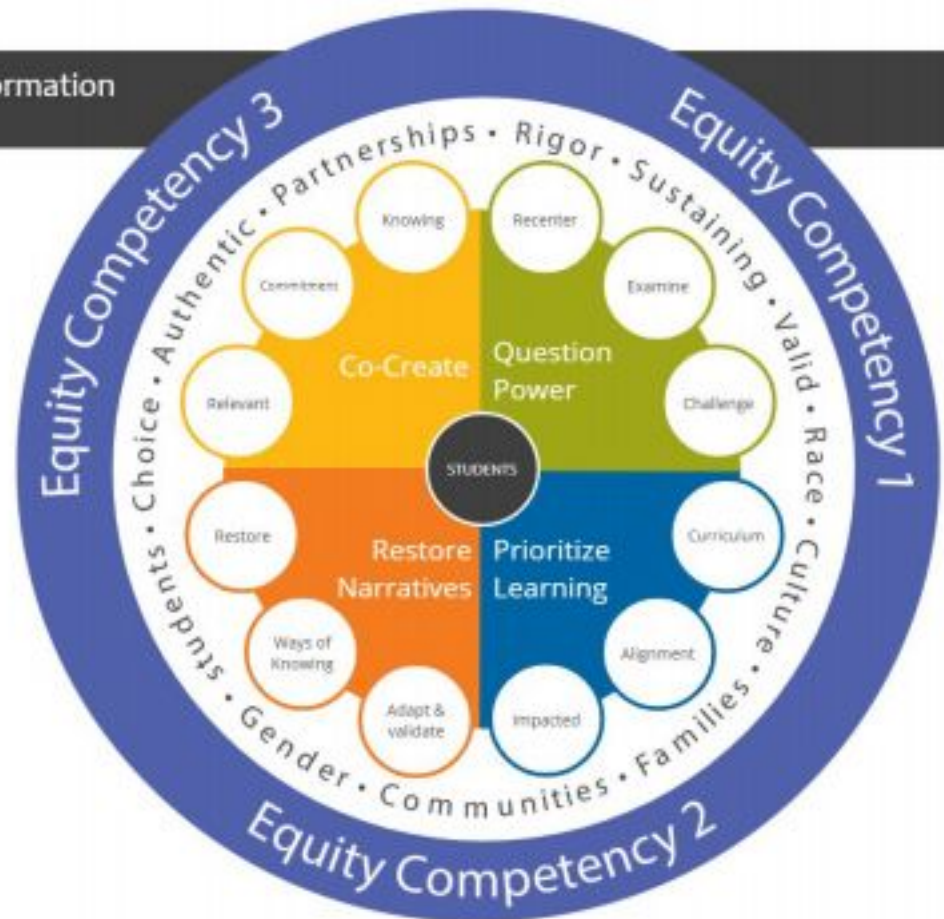 ormation
Equity Competency 3
Equity Competency 1
Equity Competency 2
Partnerships • Rigor • Sustaining • Valid • Race • Culture • Families • Communities • Gender • students • Choice • Authentic •
Knowing
Commitment
Relevant
Co-Create
Recenter
Examine
Challenge
Question
Power
STUDENTS
Restore
Ways of
Knowing
Adapt &
validate
Restore
Narratives
Prioritize
Learning
Curriculum
Alignment
Impacted